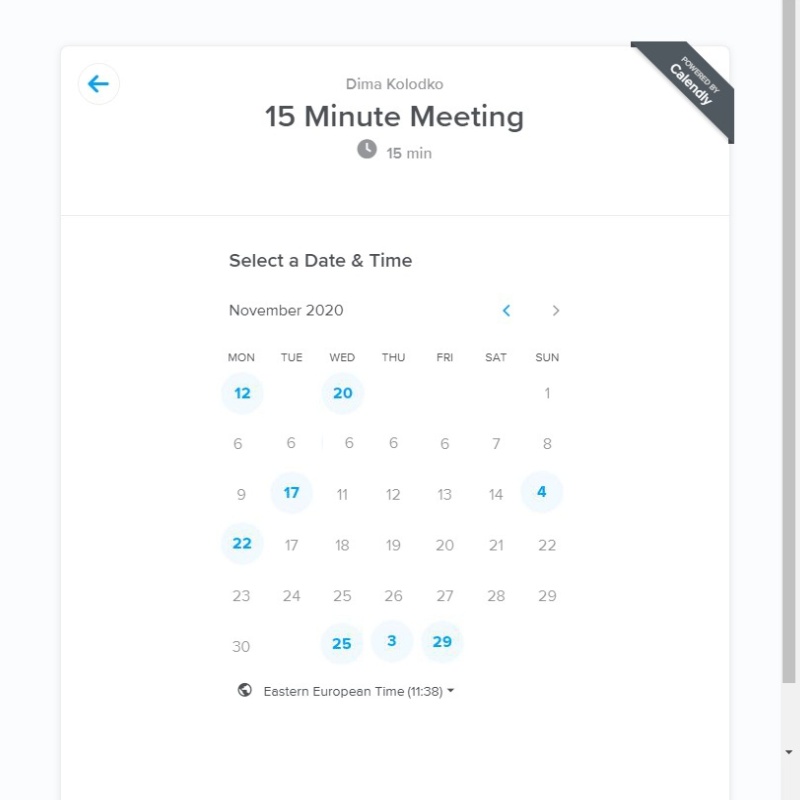 POWERED BY
Calendly
Dima Kolodko
15 Minute Meeting
15 min
Select a Date & Time
November 2020
MON TUE WED THU FRI SAT SUN
12 20 1
6 6 6 6 6 7 8
9 17 11 12 13 14 4
22 17 18 19 20 21 22
23 24 25 26 27 28 29
30 25 3 29
Eastern European Time (11:38)